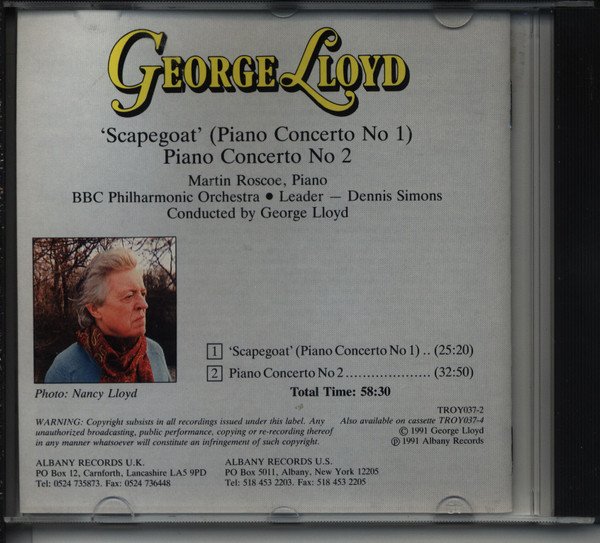 GEORGE LLOYD
‘Scapegoat’ (Piano Concerto No 1)
Piano Concerto No 2
Martin Roscoe, Piano
BBC Philharmonic Orchestra • Leader — Dennis Simons
Conducted by George Lloyd
1 ‘Scapegoat’ (Piano Concerto No 1) .. (25:20)
2 Piano Concerto No 2.................... (32:50)
Total Time: 58:30
Photo: Nancy Lloyd
WARNING: Copyright subsists in all recordings issued under this label. Any
unauthorized broadcasting, public performance, copying or re-recording thereof
in any manner whatsoever will constitute an infringement of such copyright.
TROY037-2
Also available on cassette TROY037-4
© 1991 George Lloyd
℗ 1991 Albany Records
ALBANY RECORDS U.K.
PO Box 12, Carnforth, Lancashire LA5 9PD
Tel: 0524 735873. Fax: 0524 736448
ALBANY RECORDS U.S.
PO Box 5011, Albany, New York 12205
Tel: 518 453 2203. Fax: 518 453 2205